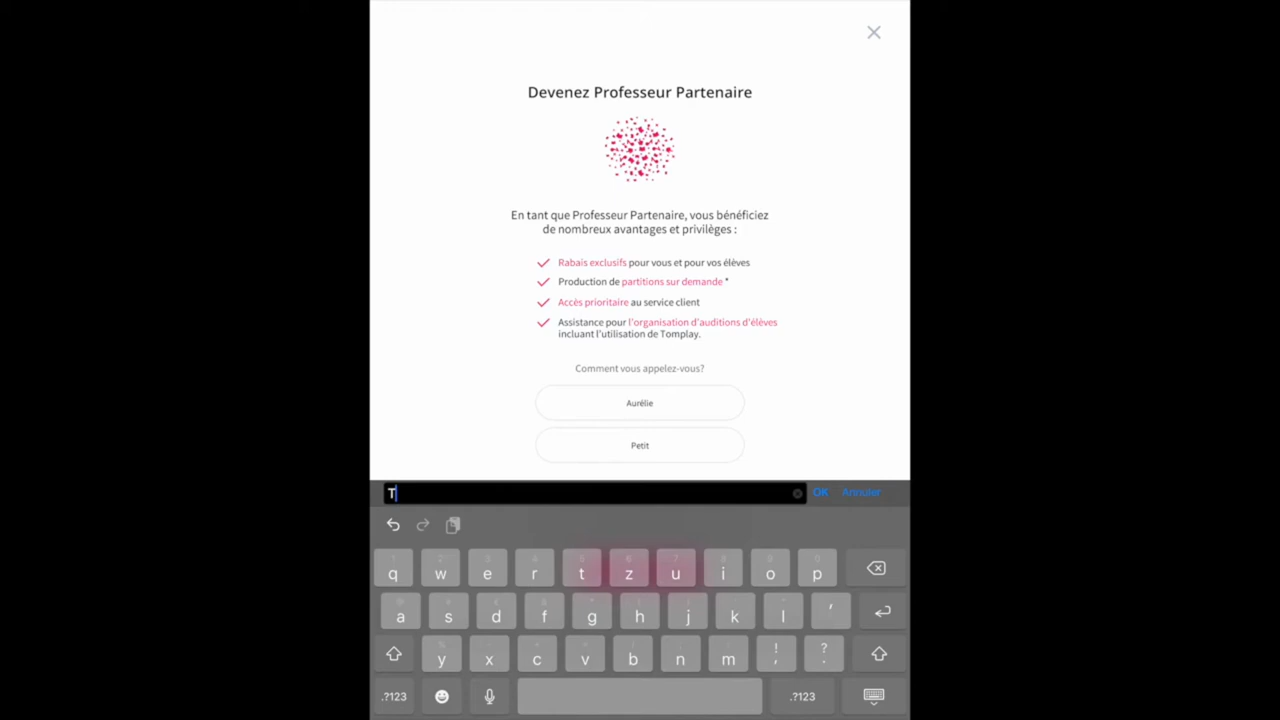 Devenez Professeur Partenaire
En tant que Professeur Partenaire, vous bénéficiez
de nombreux avantages et privilèges :
Rabais exclusifs pour vous et pour vos élèves
Production de partitions sur demande *
Accès prioritaire au service client
Assistance pour l'organisation d'auditions d'élèves
incluant l'utilisation de Tomplay.
Comment vous appelez-vous?
Aurélie
Petit
T OK Annuler
q w e r t z u i o p
a s d f g h j k l '
y x c v b n m ! , ? .
.?123 .?123